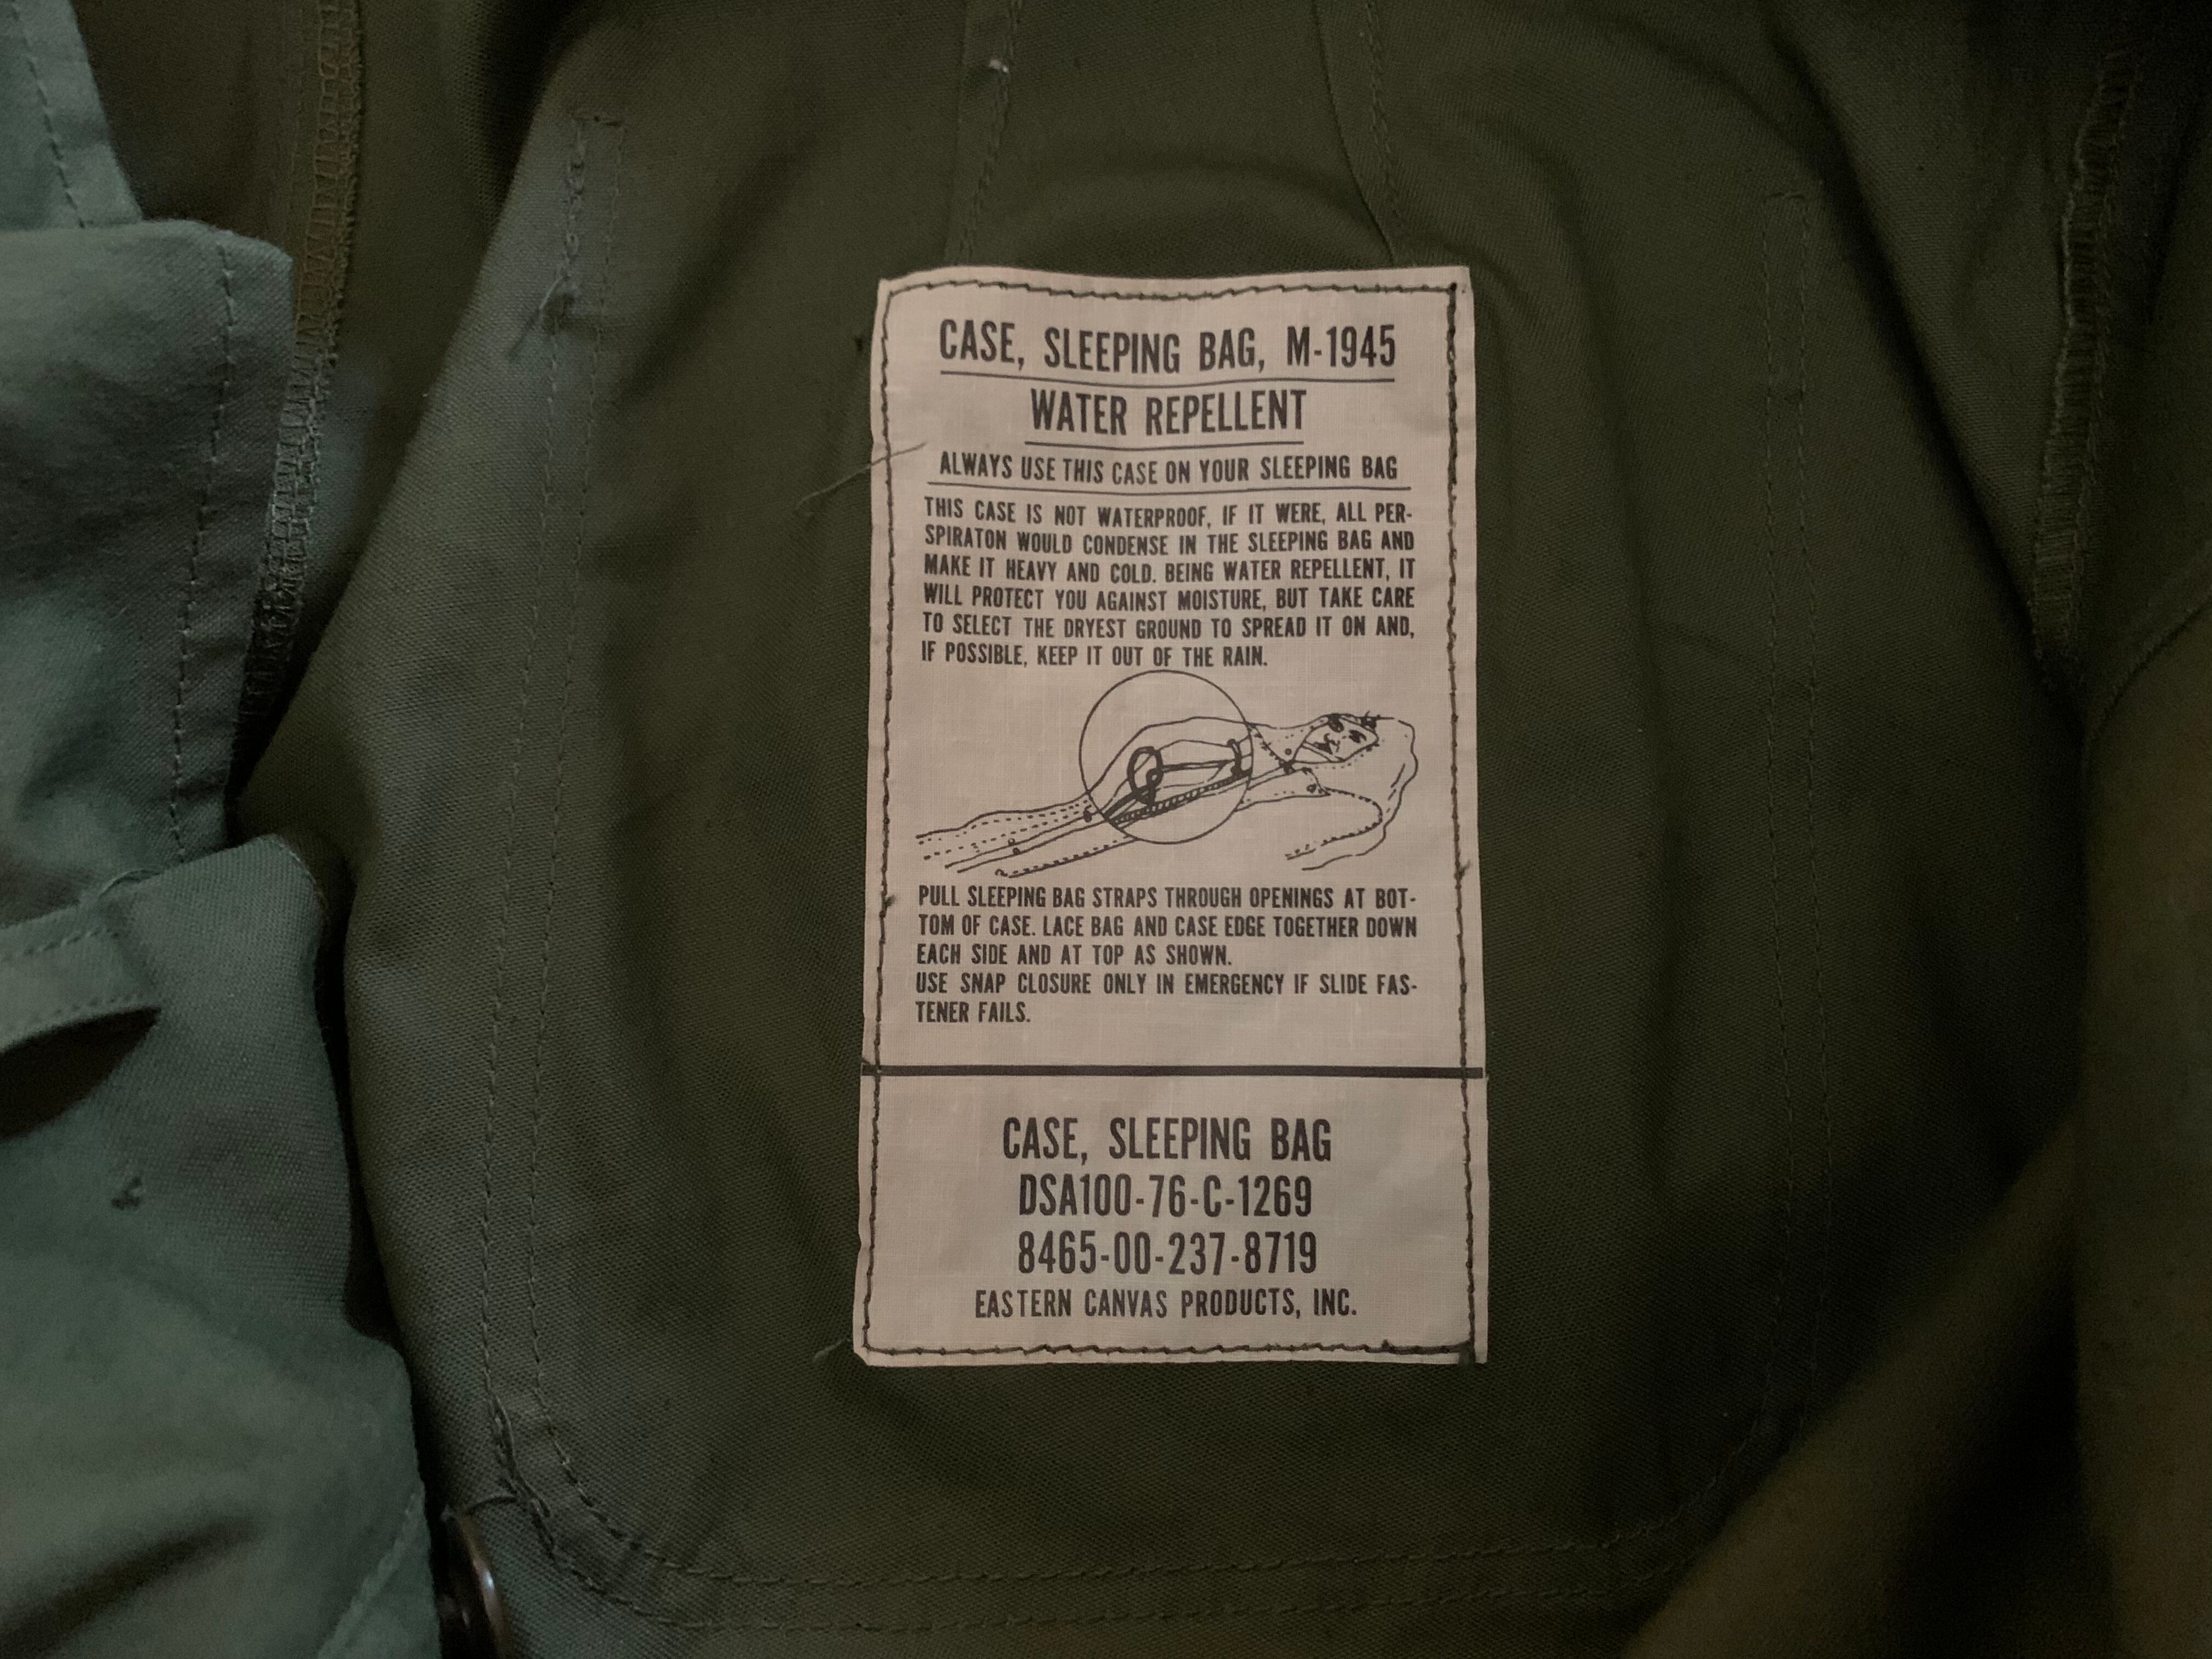 CASE, SLEEPING BAG, M-1945
WATER REPELLENT
ALWAYS USE THIS CASE ON YOUR SLEEPING BAG
THIS CASE IS NOT WATERPROOF, IF IT WERE, ALL PER-
SPIRATON WOULD CONDENSE IN THE SLEEPING BAG AND
MAKE IT HEAVY AND COLD. BEING WATER REPELLENT, IT
WILL PROTECT YOU AGAINST MOISTURE, BUT TAKE CARE
TO SELECT THE DRYEST GROUND TO SPREAD IT ON AND,
IF POSSIBLE, KEEP IT OUT OF THE RAIN.
PULL SLEEPING BAG STRAPS THROUGH OPENINGS AT BOT-
TOM OF CASE. LACE BAG AND CASE EDGE TOGETHER DOWN
EACH SIDE AND AT TOP AS SHOWN.
USE SNAP CLOSURE ONLY IN EMERGENCY IF SLIDE FAS-
TENER FAILS.
CASE, SLEEPING BAG
DSA100-76-C-1269
8465-00-237-8719
EASTERN CANVAS PRODUCTS, INC.